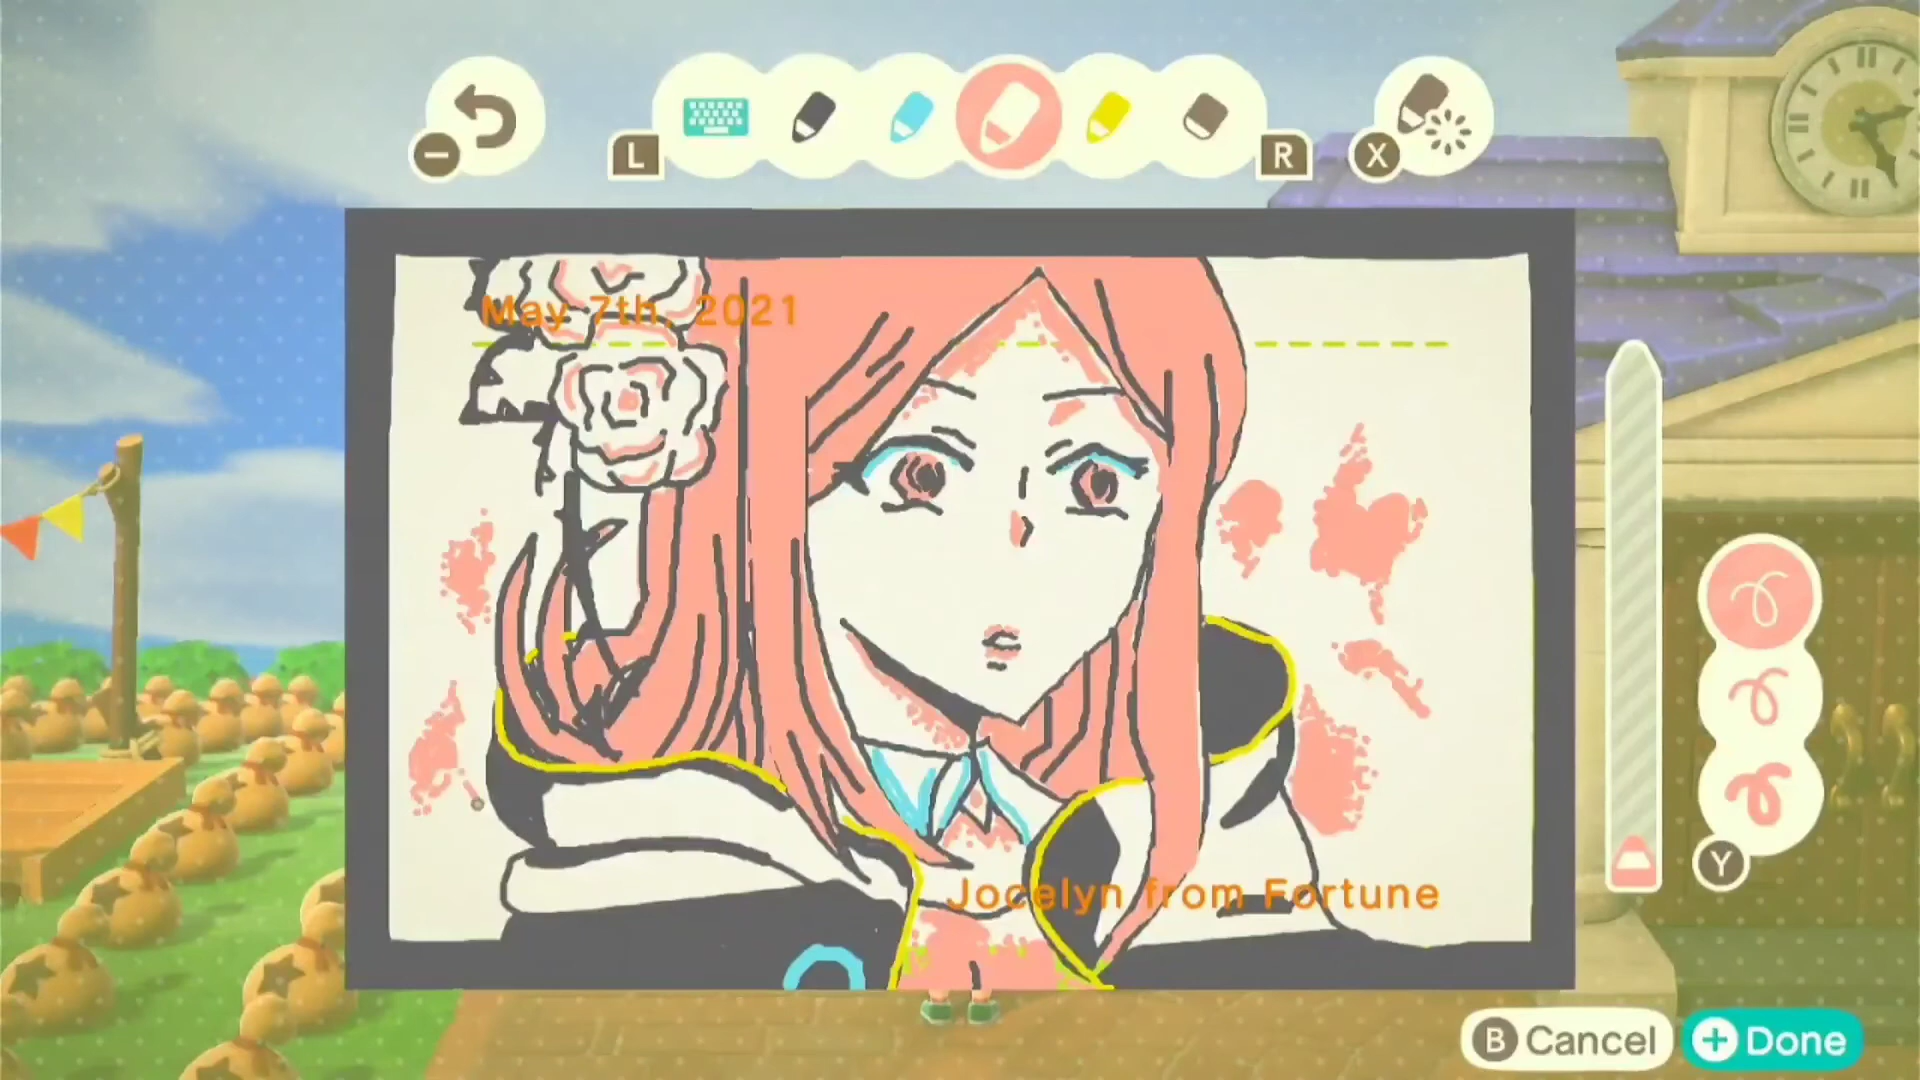 L
R
X
May 7th, 2021
Jocelyn from Fortune
Y
B Cancel
+ Done